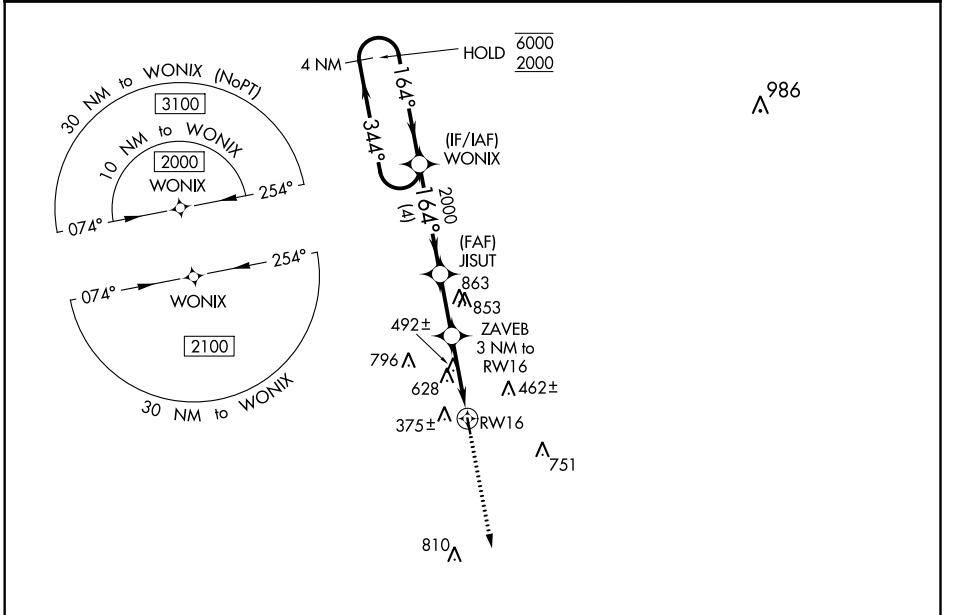 30 NM to WONIX (NoPT)
3100
10 NM to WONIX
2000
WONIX
074°
254°
074°
254°
WONIX
2100
30 NM to WONIX
4 NM
HOLD
6000
2000
164°
344°
(IF/IAF)
WONIX
2000
164°
(4)
(FAF)
JISUT
863
853
492±
ZAVEB
3 NM to
RW16
796
628
462±
375±
RW16
751
810
986